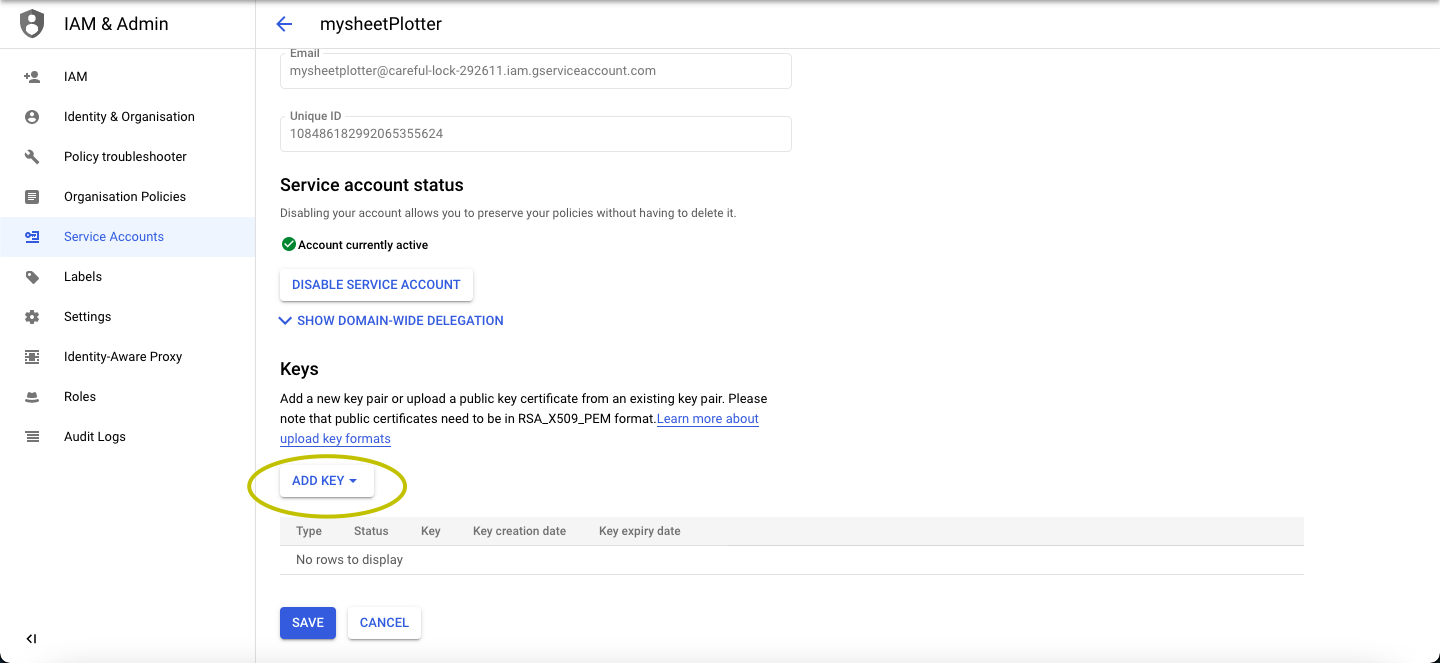 IAM & Admin
mysheetPlotter
IAM
Identity & Organisation
Policy troubleshooter
Organisation Policies
Service Accounts
Labels
Settings
Identity-Aware Proxy
Roles
Audit Logs
Email
mysheetplotter@careful-lock-292611.iam.gserviceaccount.com
Unique ID
108486182992065355624
Service account status
Disabling your account allows you to preserve your policies without having to delete it.
Account currently active
DISABLE SERVICE ACCOUNT
SHOW DOMAIN-WIDE DELEGATION
Keys
Add a new key pair or upload a public key certificate from an existing key pair. Please
note that public certificates need to be in RSA_X509_PEM format.Learn more about
upload key formats
ADD KEY
Type Status Key Key creation date Key expiry date
No rows to display
SAVE CANCEL